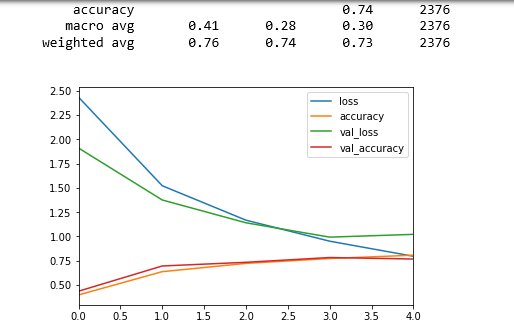 accuracy 0.74 2376
macro avg 0.41 0.28 0.30 2376
weighted avg 0.76 0.74 0.73 2376
2.50
loss
accuracy
val_loss
val_accuracy
2.25
2.00
1.75
1.50
1.25
1.00
0.75
0.50
0.0 0.5 1.0 1.5 2.0 2.5 3.0 3.5 4.0